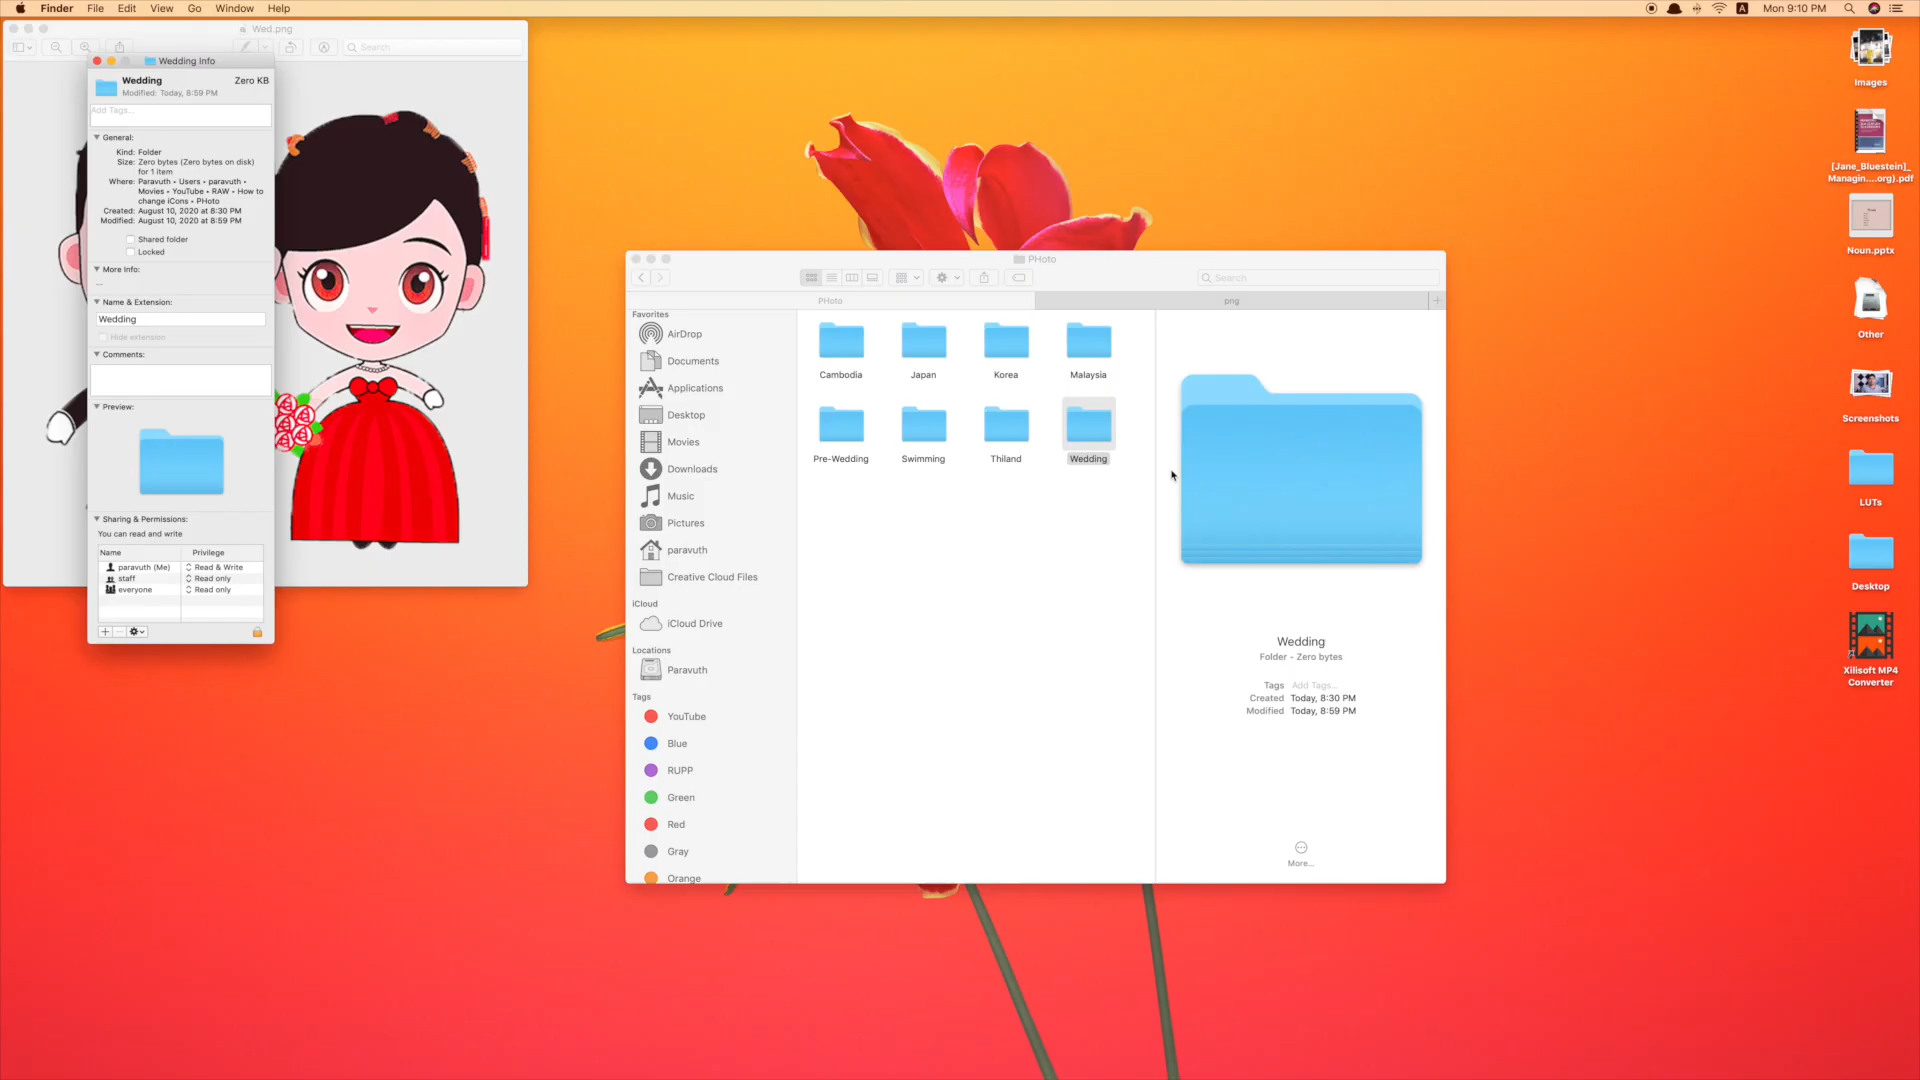 Finder File Edit View Go Window Help
A Mon 9:10 PM
Wed.png
Search
Wedding Info
Wedding Zero KB
Modified: Today, 8:59 PM
Add Tags...
General:
Kind: Folder
Size: Zero bytes (Zero bytes on disk)
for 1 item
Where: Paravuth • Users • paravuth •
Movies • YouTube • RAW • How to
change iCons • PHoto
Created: August 10, 2020 at 8:30 PM
Modified: August 10, 2020 at 8:59 PM
Shared folder
Locked
More Info:
--
Name & Extension:
Wedding
Hide extension
Comments:
Preview:
Sharing & Permissions:
You can read and write
Name Privilege
paravuth (Me) Read & Write
staff Read only
everyone Read only
PHoto
Search
PHoto png
Favorites
AirDrop
Documents
Applications
Desktop
Movies
Downloads
Music
Pictures
paravuth
Creative Cloud Files
iCloud
iCloud Drive
Locations
Paravuth
Tags
YouTube
Blue
RUPP
Green
Red
Gray
Orange
Cambodia Japan Korea Malaysia
Pre-Wedding Swimming Thiland Wedding
Wedding
Folder - Zero bytes
Tags Add Tags...
Created Today, 8:30 PM
Modified Today, 8:59 PM
More...
Images
[Jane_Bluestein]_
Managin....org).pdf
Noun.pptx
Other
Screenshots
LUTs
Desktop
Xilisoft MP4
Converter